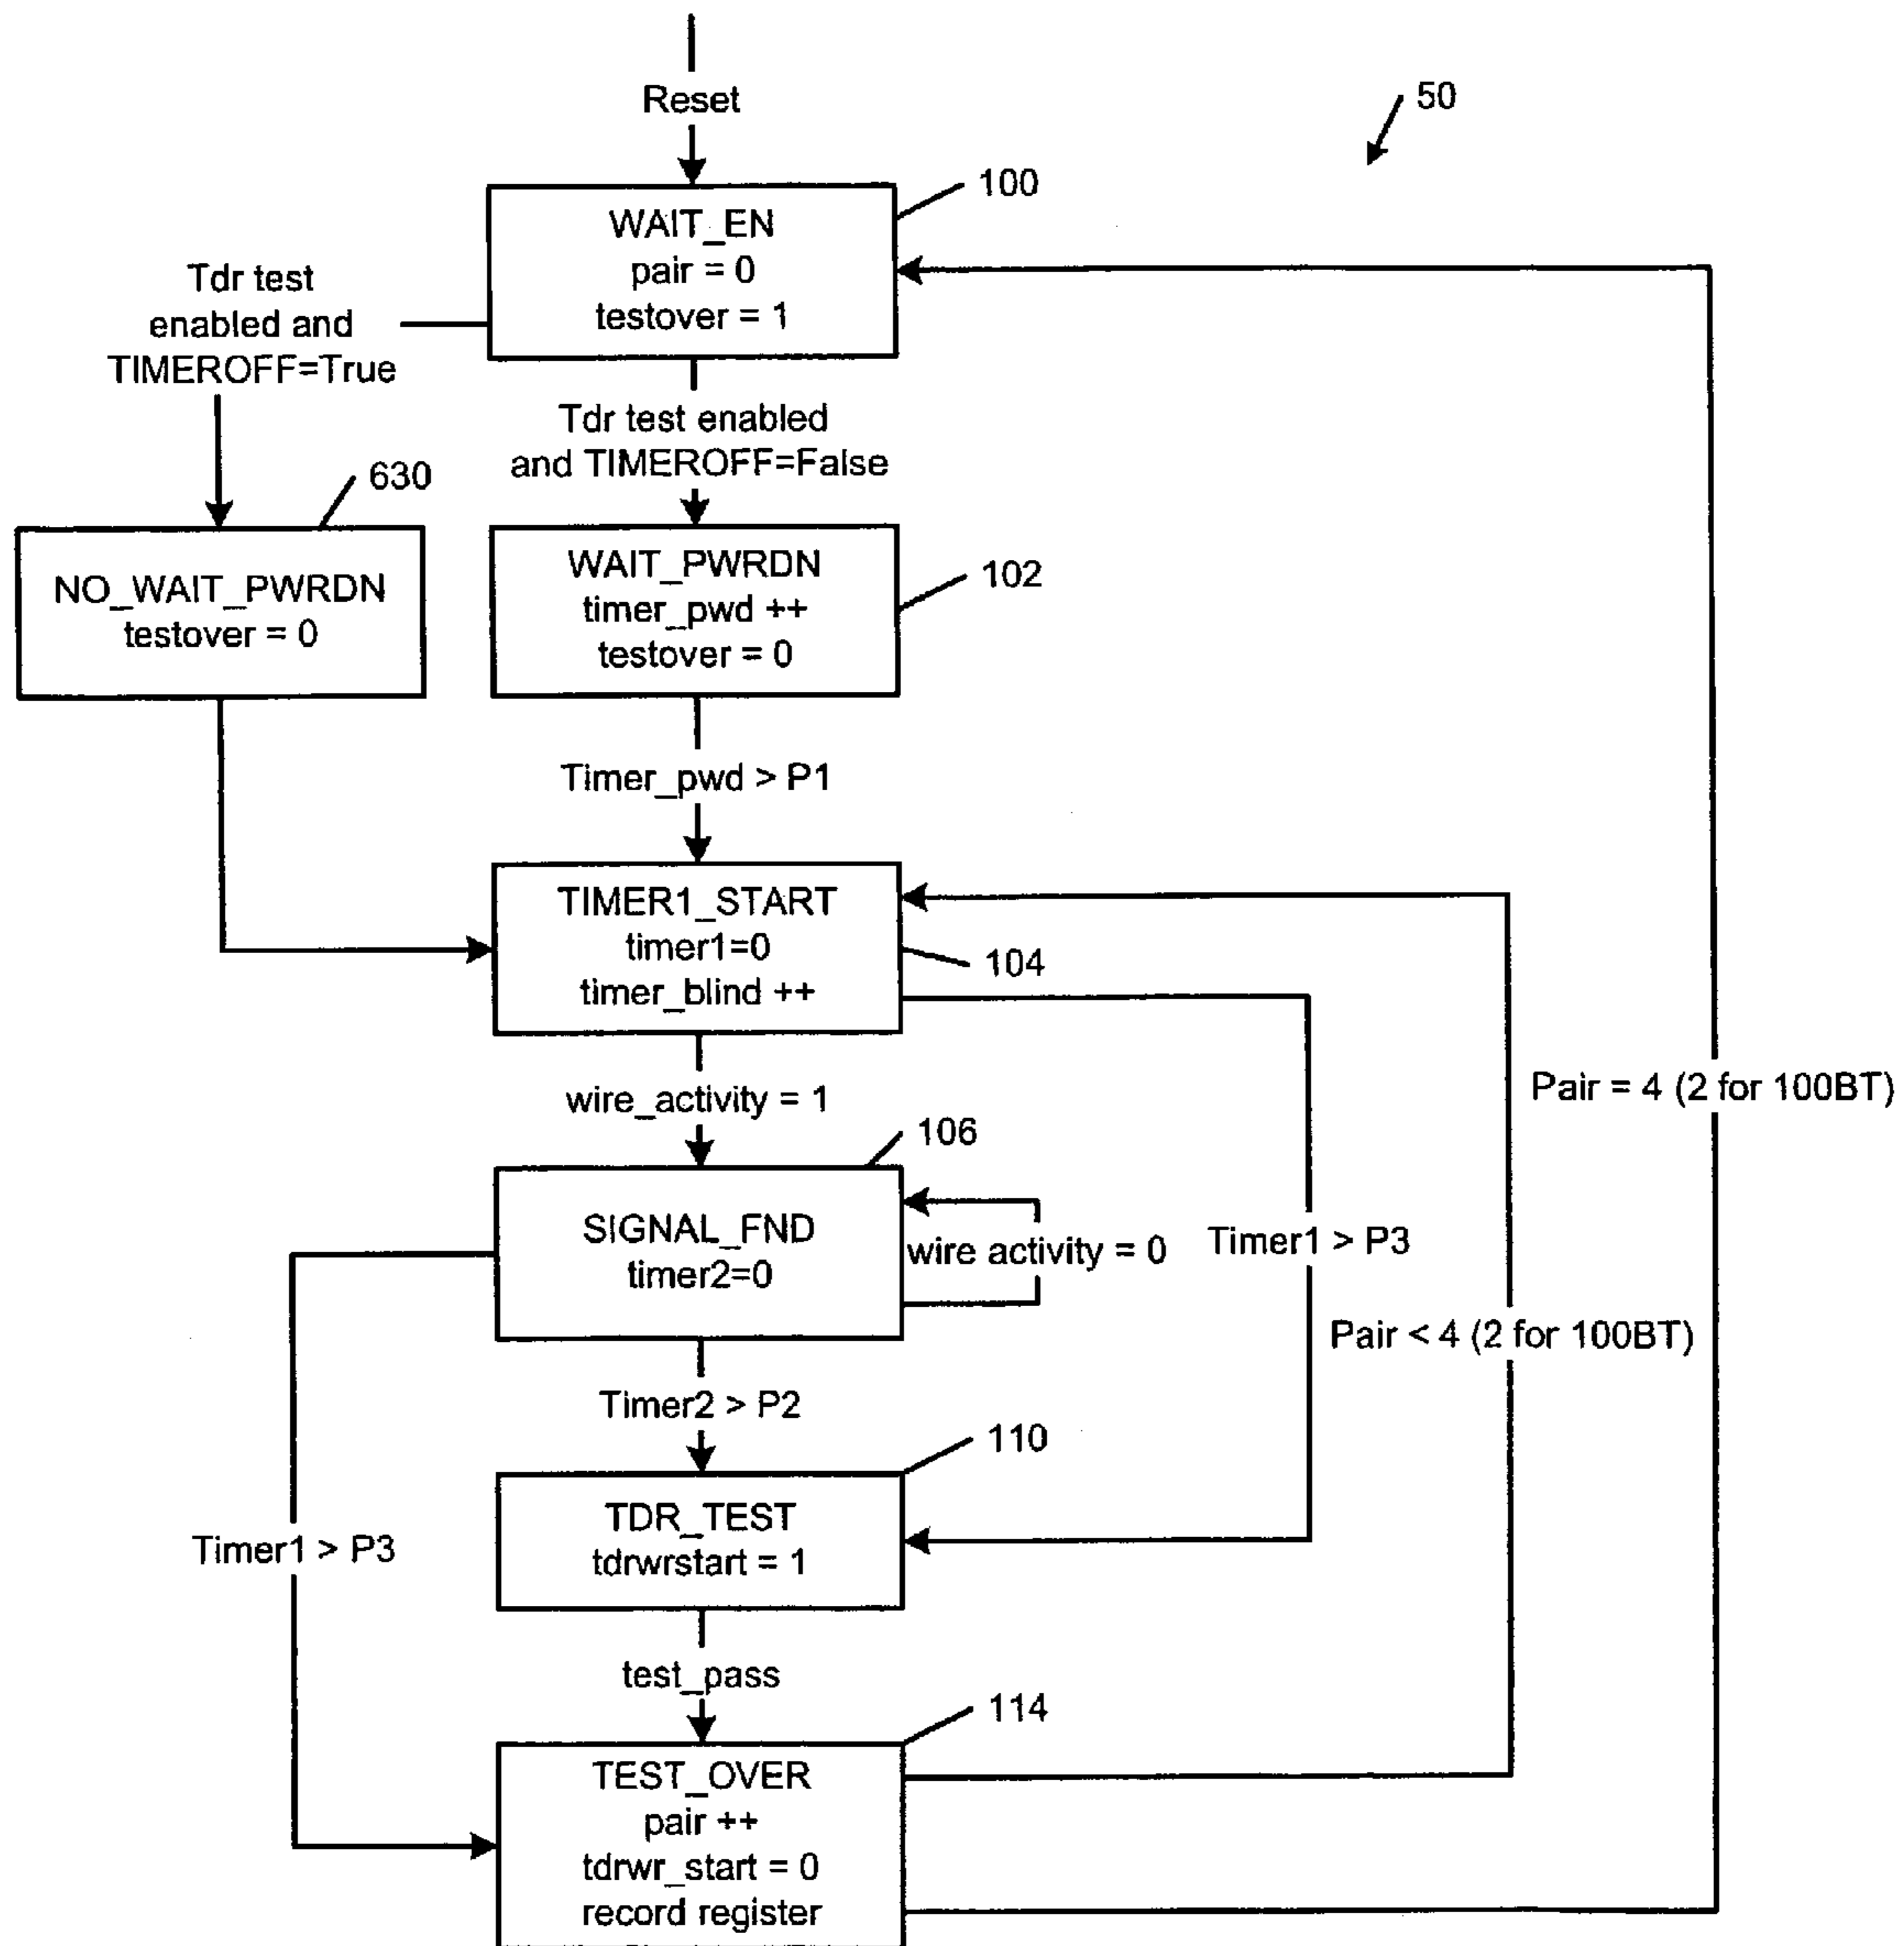 Reset
50
100
WAIT_EN
pair = 0
testover = 1
Tdr test
enabled and
TIMEROFF=True
Tdr test enabled
and TIMEROFF=False
630
NO_WAIT_PWRDN
testover = 0
102
WAIT_PWRDN
timer_pwd ++
testover = 0
Timer_pwd > P1
TIMER1_START
timer1=0
timer_blind ++
104
wire_activity = 1
Pair = 4 (2 for 100BT)
106
SIGNAL_FND
timer2=0
wire activity = 0
Timer1 > P3
Pair < 4 (2 for 100BT)
Timer2 > P2
110
TDR_TEST
tdrwrstart = 1
Timer1 > P3
test_pass
114
TEST_OVER
pair ++
tdrwr_start = 0
record register